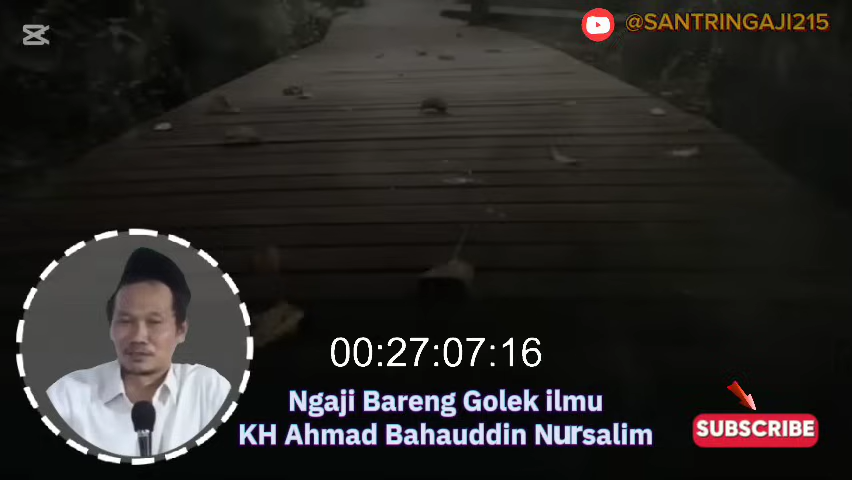 @SANTRINGAJI215
00:27:07:16
Ngaji Bareng Golek ilmu
KH Ahmad Bahauddin Nursalim
SUBSCRIBE